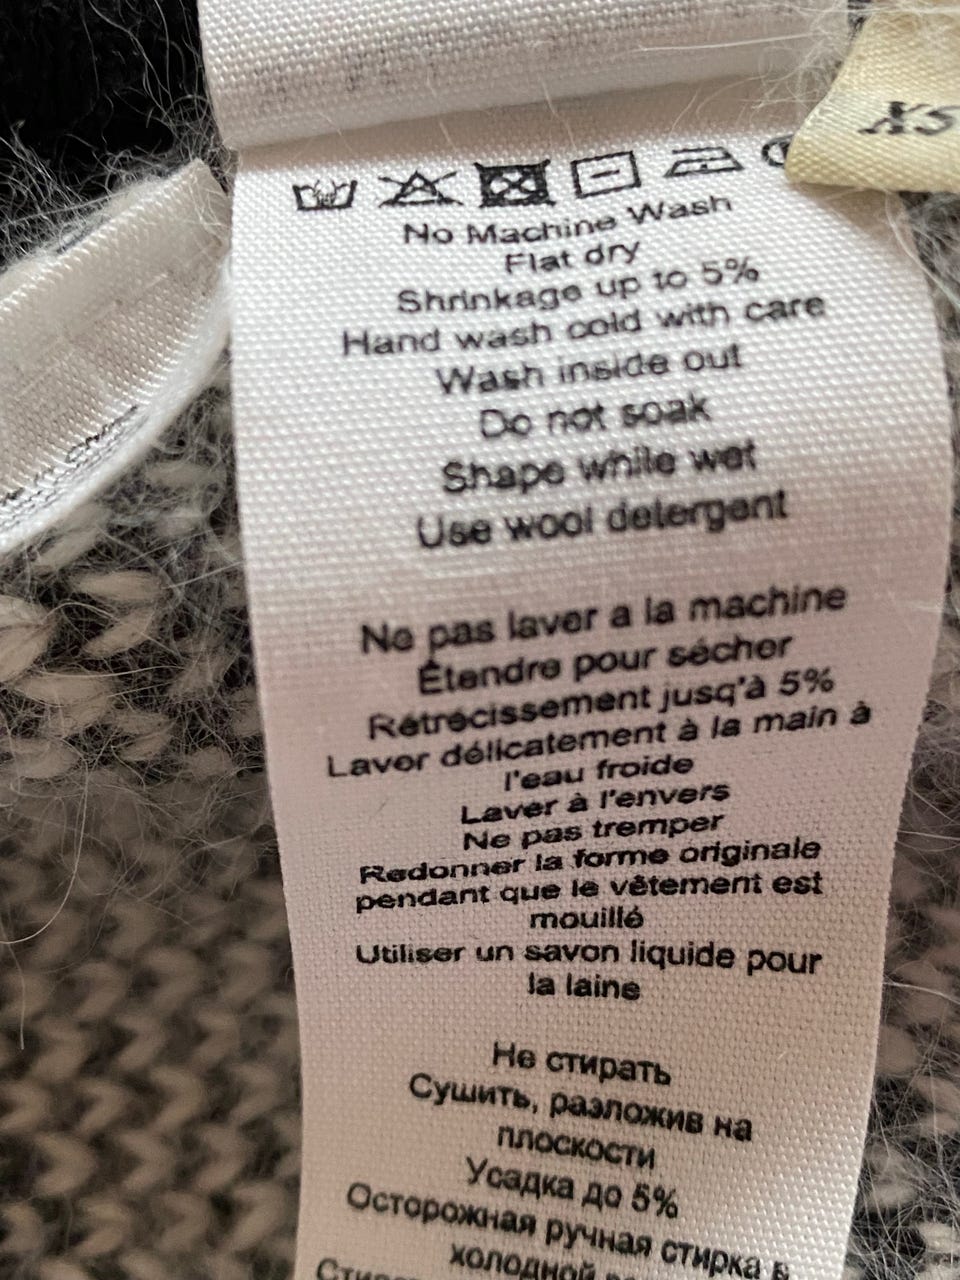 XS
No Machine Wash
Flat dry
Shrinkage up to 5%
Hand wash cold with care
Wash inside out
Do not soak
Shape while wet
Use wool detergent
Ne pas laver a la machine
Étendre pour sécher
Rétrécissement jusq'à 5%
Laver délicatement à la main à
l'eau froide
Laver à l'envers
Ne pas tremper
Redonner la forme originale
pendant que le vêtement est
mouillé
Utiliser un savon liquide pour
la laine
Не стирать
Сушить, разложив на
плоскости
Усадка до 5%
Осторожная ручная стирка в
холодной